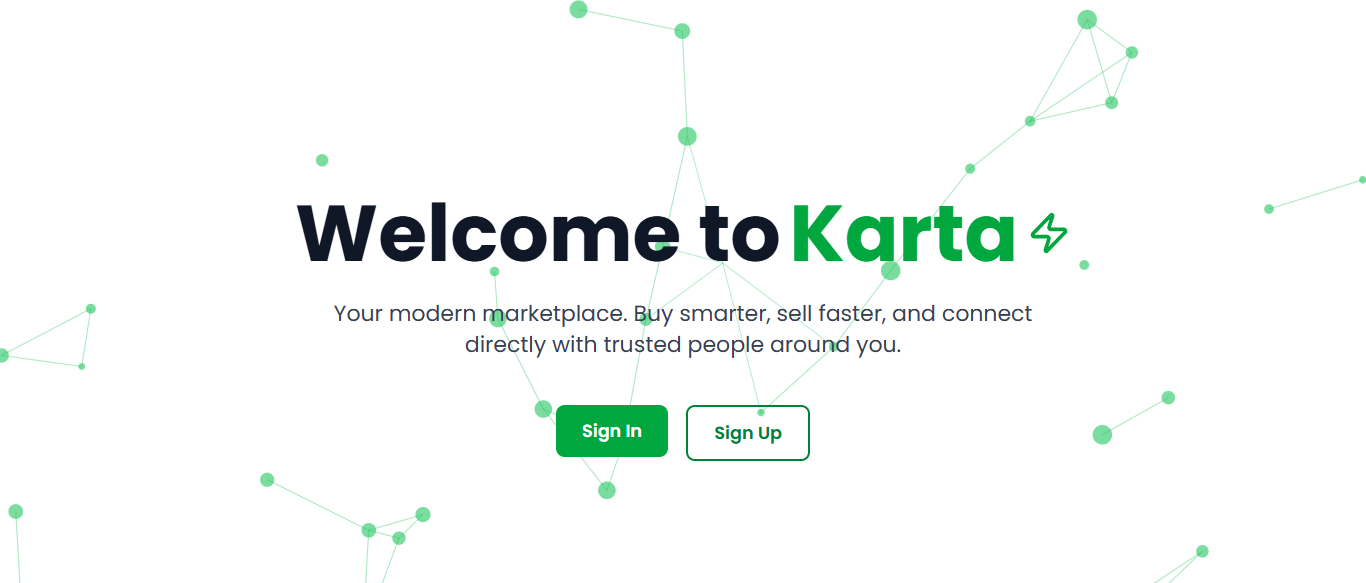 Welcome to Karta
Your modern marketplace. Buy smarter, sell faster, and connect
directly with trusted people around you.
Sign In
Sign Up